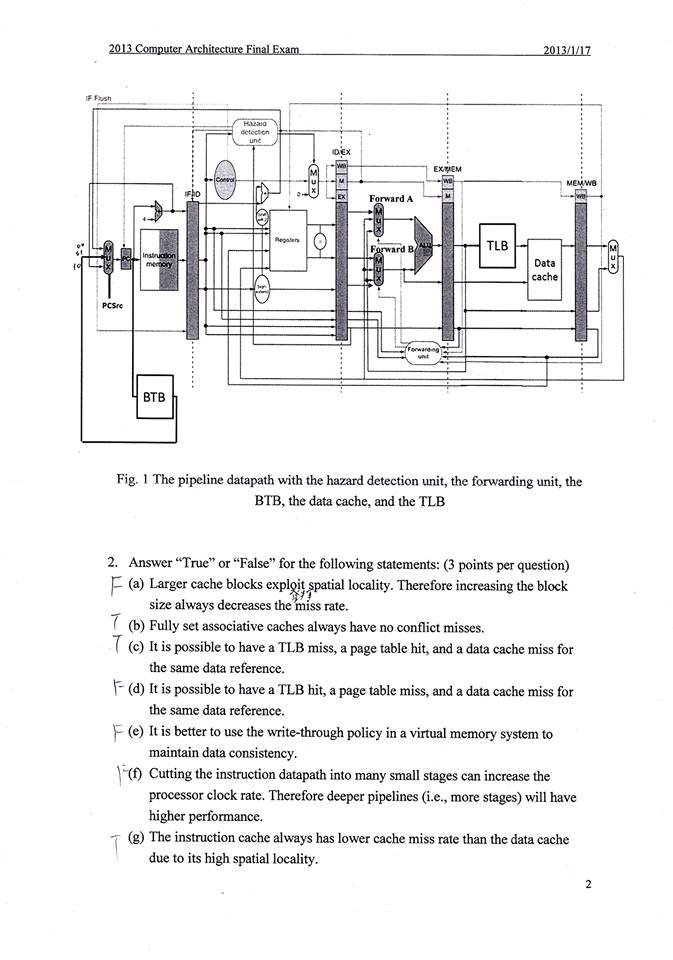 2013 Computer Architecture Final Exam 2013/1/17
IF Flush
Hazard
detection
unit
ID/EX
WB
EX/MEM
Control
M
u
x
M
WB
MEM/WB
0
IF/ID
EX
M
WB
Forward A
4
Shift
left 2
M
u
x
Registers
=
ALU
TLB
M
u
x
PC
Instruction
memory
Forward B
M
u
x
Data
cache
M
u
x
Sign
extend
PCSrc
Forwarding
unit
BTB
Fig. 1 The pipeline datapath with the hazard detection unit, the forwarding unit, the
BTB, the data cache, and the TLB
2. Answer “True” or “False” for the following statements: (3 points per question)
F (a) Larger cache blocks exploit spatial locality. Therefore increasing the block
size always decreases the miss rate.
T (b) Fully set associative caches always have no conflict misses.
T (c) It is possible to have a TLB miss, a page table hit, and a data cache miss for
the same data reference.
F (d) It is possible to have a TLB hit, a page table miss, and a data cache miss for
the same data reference.
F (e) It is better to use the write-through policy in a virtual memory system to
maintain data consistency.
F (f) Cutting the instruction datapath into many small stages can increase the
processor clock rate. Therefore deeper pipelines (i.e., more stages) will have
higher performance.
T (g) The instruction cache always has lower cache miss rate than the data cache
due to its high spatial locality.
2